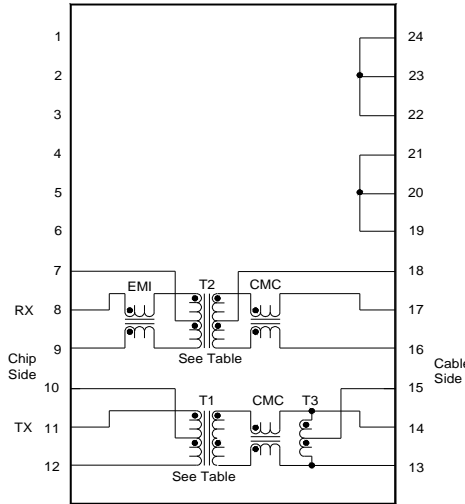 1 24
2 23
3 22
4 21
5 20
6 19
7 18
EMI T2 CMC
RX 8 17
9 16
See Table
Chip Side
Cable Side
10 15
T1 CMC T3
TX 11 14
12 13
See Table